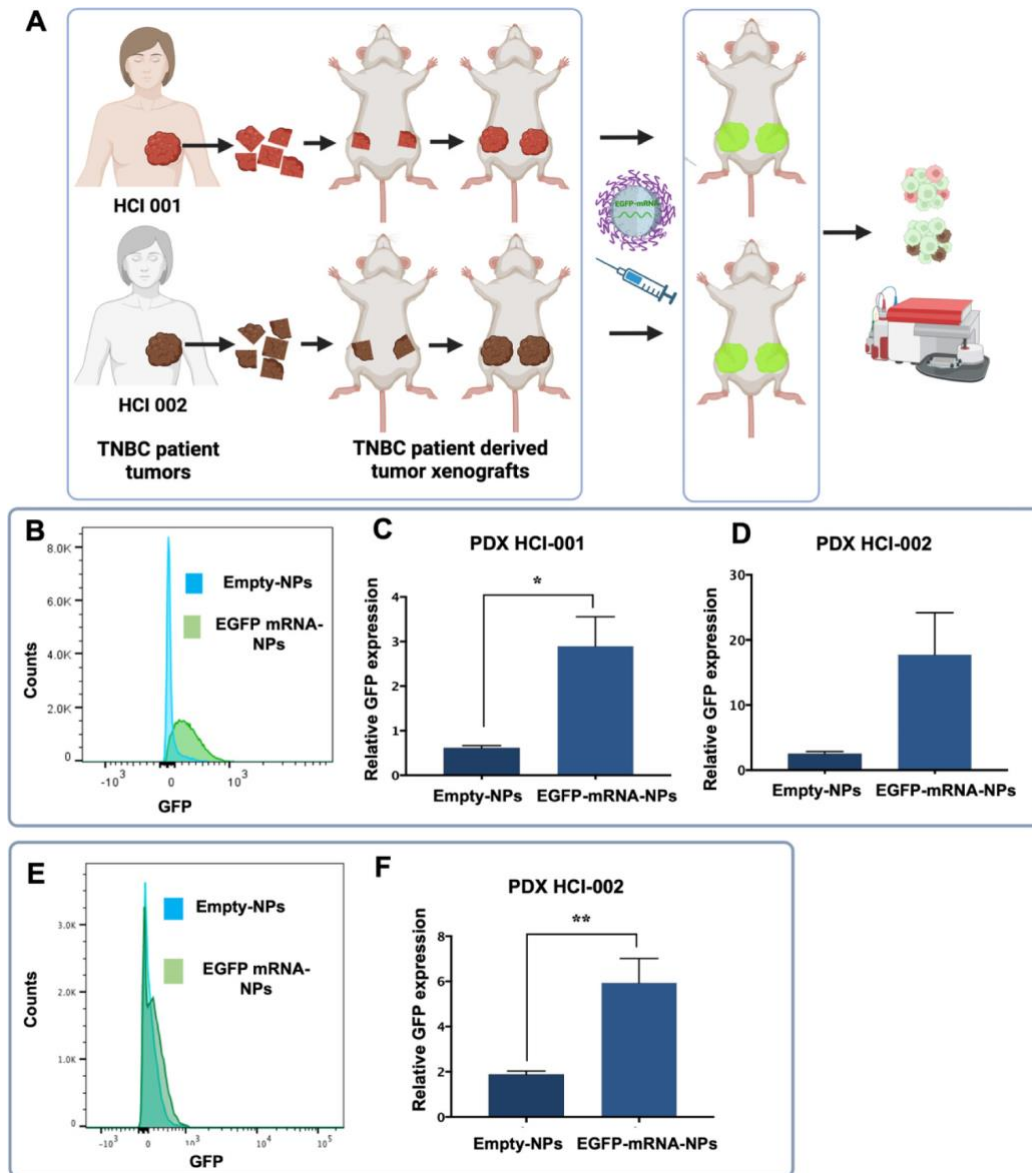 A
HCI 001
EGFP-mRNA
HCI 002
TNBC patient
tumors
TNBC patient derived
tumor xenografts
B
8.0K
6.0K
4.0K
2.0K
0
Counts
Empty-NPs
EGFP mRNA-
NPs
-10³
0
10³
GFP
C
PDX HCI-001
*
4
3
2
1
0
Relative GFP expression
Empty-NPs
EGFP-mRNA-NPs
D
PDX HCI-002
30
20
10
0
Relative GFP expression
Empty-NPs
EGFP-mRNA-NPs
E
3.0K
2.0K
1.0K
0
Counts
Empty-NPs
EGFP mRNA-
NPs
-10³
0
10³
10⁴
10⁵
GFP
F
PDX HCI-002
**
8
6
4
2
0
Relative GFP expression
Empty-NPs
EGFP-mRNA-NPs